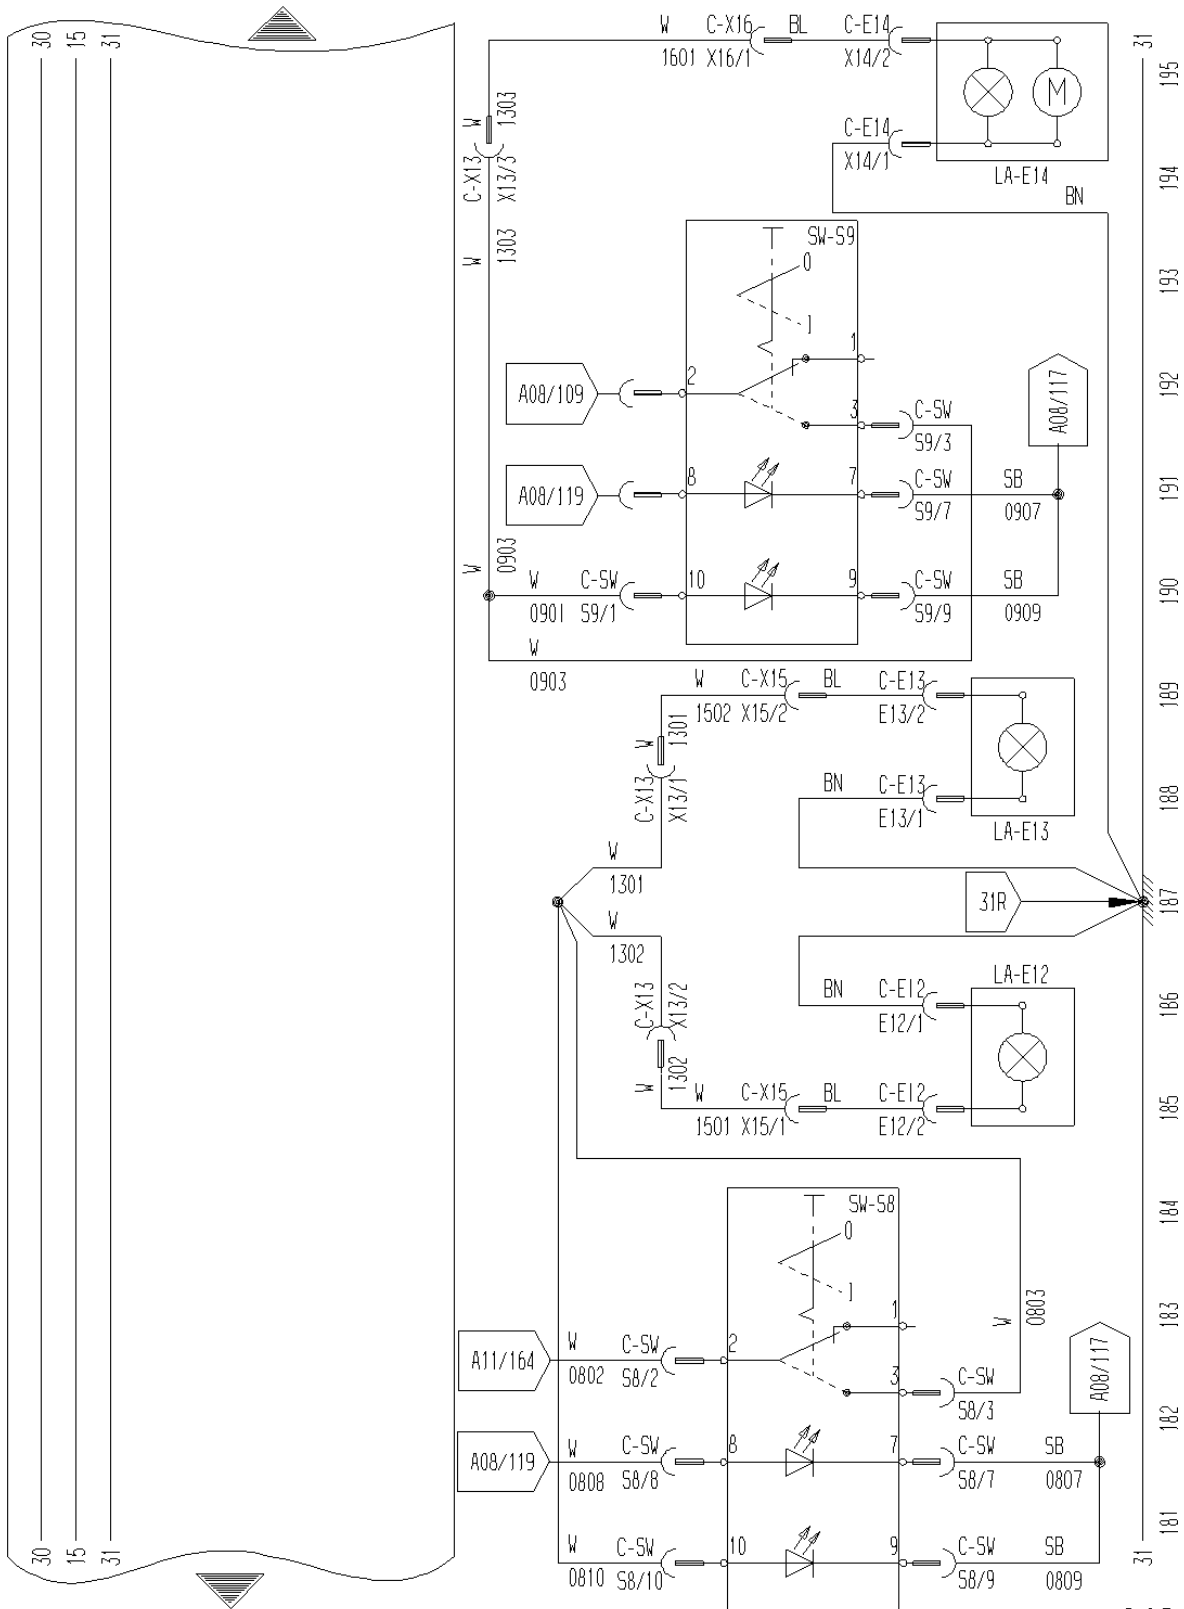 30
15
31
W
1601
C-X16
X16/1
BL
C-E14
X14/2
31
195
W
1303
C-X13
X13/3
C-E14
X14/1
LA-E14
194
BN
W
1303
SW-S9
0
1
193
A08/109
2
1
3
C-SW
S9/3
A08/117
192
A08/119
8
7
C-SW
S9/7
SB
0907
191
W
0903
W
0901
C-SW
S9/1
10
9
C-SW
S9/9
SB
0909
190
W
0903
W
1502
C-X15
X15/2
BL
C-E13
E13/2
189
W
1301
C-X13
X13/1
BN
C-E13
E13/1
LA-E13
188
W
1301
31R
187
W
1302
C-X13
X13/2
BN
C-E12
E12/1
LA-E12
186
W
1302
W
1501
C-X15
X15/1
BL
C-E12
E12/2
185
SW-S8
0
1
184
W
0803
183
A11/164
W
0802
C-SW
S8/2
2
1
3
C-SW
S8/3
A08/117
182
A08/119
W
0808
C-SW
S8/8
8
7
C-SW
S8/7
SB
0807
181
30
15
31
W
0810
C-SW
S8/10
10
9
C-SW
S8/9
SB
0809
31